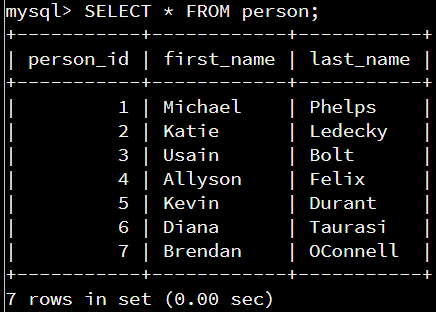 mysql> SELECT * FROM person;
+-----------+------------+-----------+
| person_id | first_name | last_name |
+-----------+------------+-----------+
|         1 | Michael    | Phelps    |
|         2 | Katie      | Ledecky   |
|         3 | Usain      | Bolt      |
|         4 | Allyson    | Felix     |
|         5 | Kevin      | Durant    |
|         6 | Diana      | Taurasi   |
|         7 | Brendan    | OConnell  |
+-----------+------------+-----------+
7 rows in set (0.00 sec)